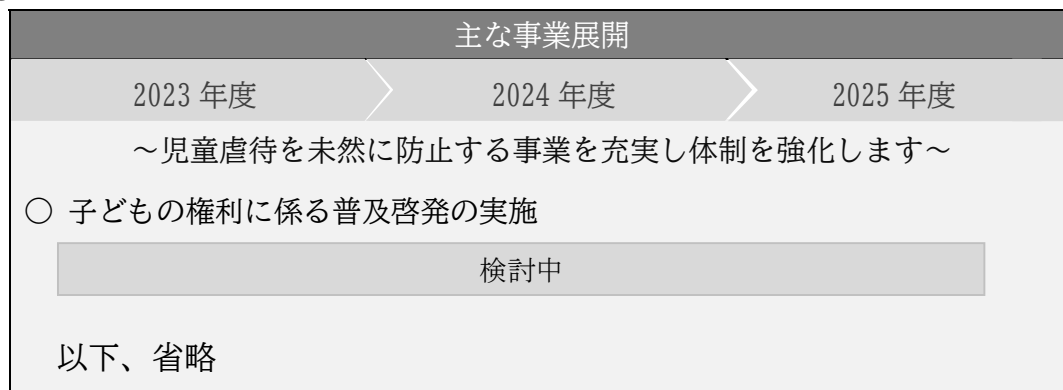 主な事業展開
2023 年度 2024 年度 2025 年度
～児童虐待を未然に防止する事業を充実し体制を強化します～
○ 子どもの権利に係る普及啓発の実施
検討中
以下、省略